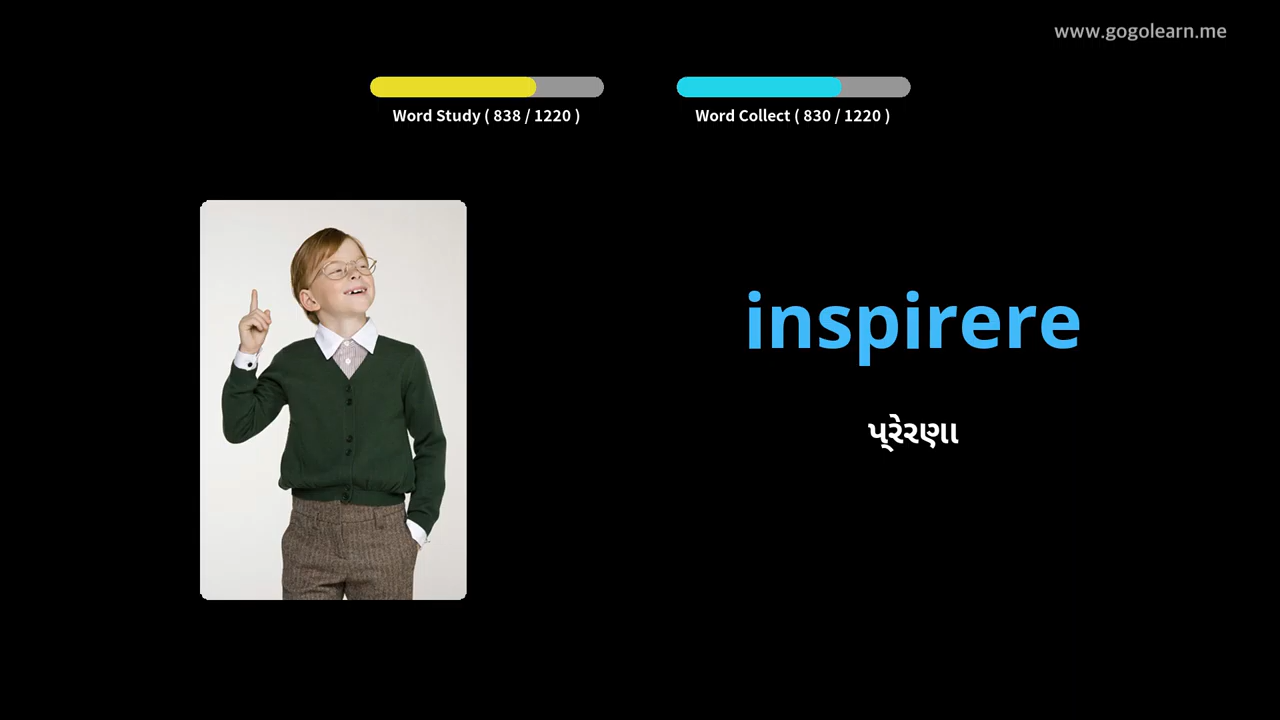 www.gogolearn.me
Word Study ( 838 / 1220 )
Word Collect ( 830 / 1220 )
inspirere
પ્રેરણા